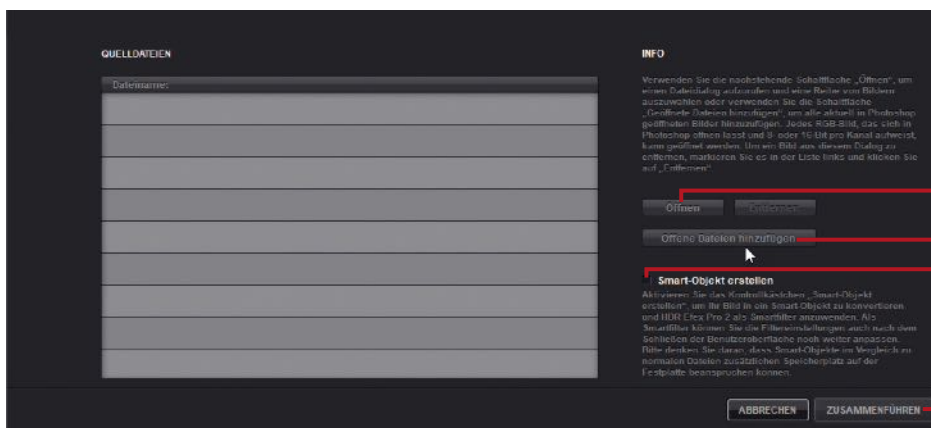 QUELLDATEIEN
Dateiname:
INFO
Verwenden Sie die nachstehende Schaltfläche „Öffnen“, um
einen Dateidialog aufzurufen und eine Reihe von Bildern
auszuwählen oder verwenden Sie die Schaltfläche
„Geöffnete Dateien hinzufügen“, um alle aktuell in Photoshop
geöffneten Bilder hinzuzufügen. Jedes RGB-Bild, das sich in
Photoshop öffnen lässt und 8- oder 16-Bit pro Kanal aufweist,
kann geöffnet werden. Um ein Bild aus diesem Dialog zu
entfernen, markieren Sie es in der Liste links und klicken Sie
auf „Entfernen“.
Öffnen
Entfernen
Offene Dateien hinzufügen
Smart-Objekt erstellen
Aktivieren Sie das Kontrollkästchen „Smart-Objekt
erstellen“, um Ihr Bild in ein Smart Objekt zu konvertieren
und HDR Efex Pro 2 als Smartfilter anzuwenden. Als
Smartfilter können Sie die Filtereinstellungen auch nach dem
Schließen der Benutzeroberfläche noch weiter anpassen.
Bitte denken Sie daran, dass Smart-Objekte im Vergleich zu
normalen Dateien zusätzlichen Speicherplatz auf der
Festplatte beanspruchen können.
ABBRECHEN
ZUSAMMENFÜHREN